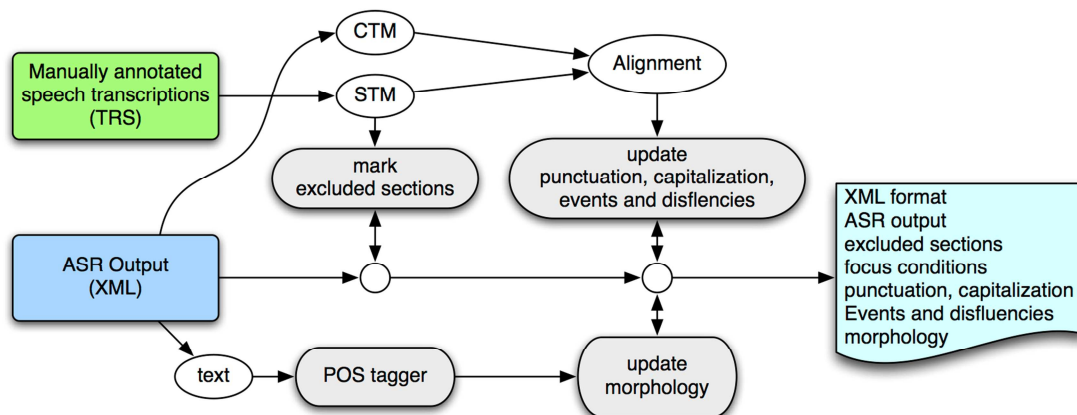 CTM
Manually annotated
speech transcriptions
(TRS)
STM
Alignment
mark
excluded sections
update
punctuation, capitalization,
events and disflencies
ASR Output
(XML)
XML format
ASR output
excluded sections
focus conditions
punctuation, capitalization
Events and disfluencies
morphology
text
POS tagger
update
morphology